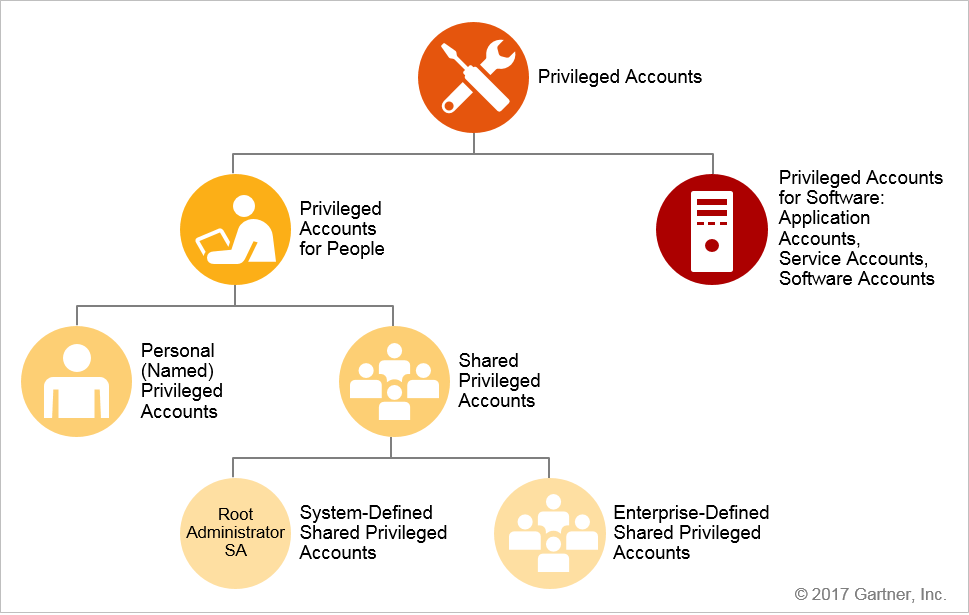 Privileged Accounts
Privileged
Accounts
for People
Privileged Accounts
for Software:
Application
Accounts,
Service Accounts,
Software Accounts
Personal
(Named)
Privileged
Accounts
Shared
Privileged
Accounts
Root
Administrator
SA
System-Defined
Shared Privileged
Accounts
Enterprise-Defined
Shared Privileged
Accounts
© 2017 Gartner, Inc.